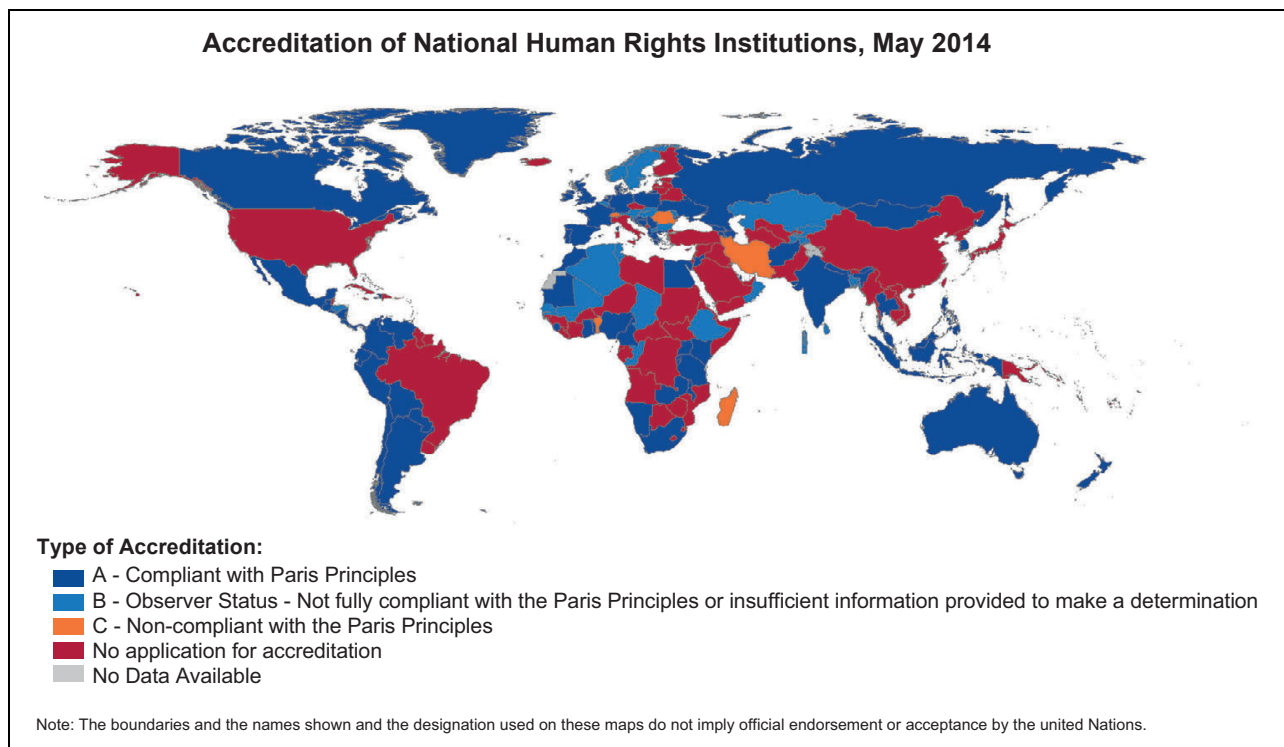 Accreditation of National Human Rights Institutions, May 2014
Type of Accreditation:
A - Compliant with Paris Principles
B - Observer Status - Not fully compliant with the Paris Principles or insufficient information provided to make a determination
C - Non-compliant with the Paris Principles
No application for accreditation
No Data Available
Note: The boundaries and the names shown and the designation used on these maps do not imply official endorsement or acceptance by the united Nations.